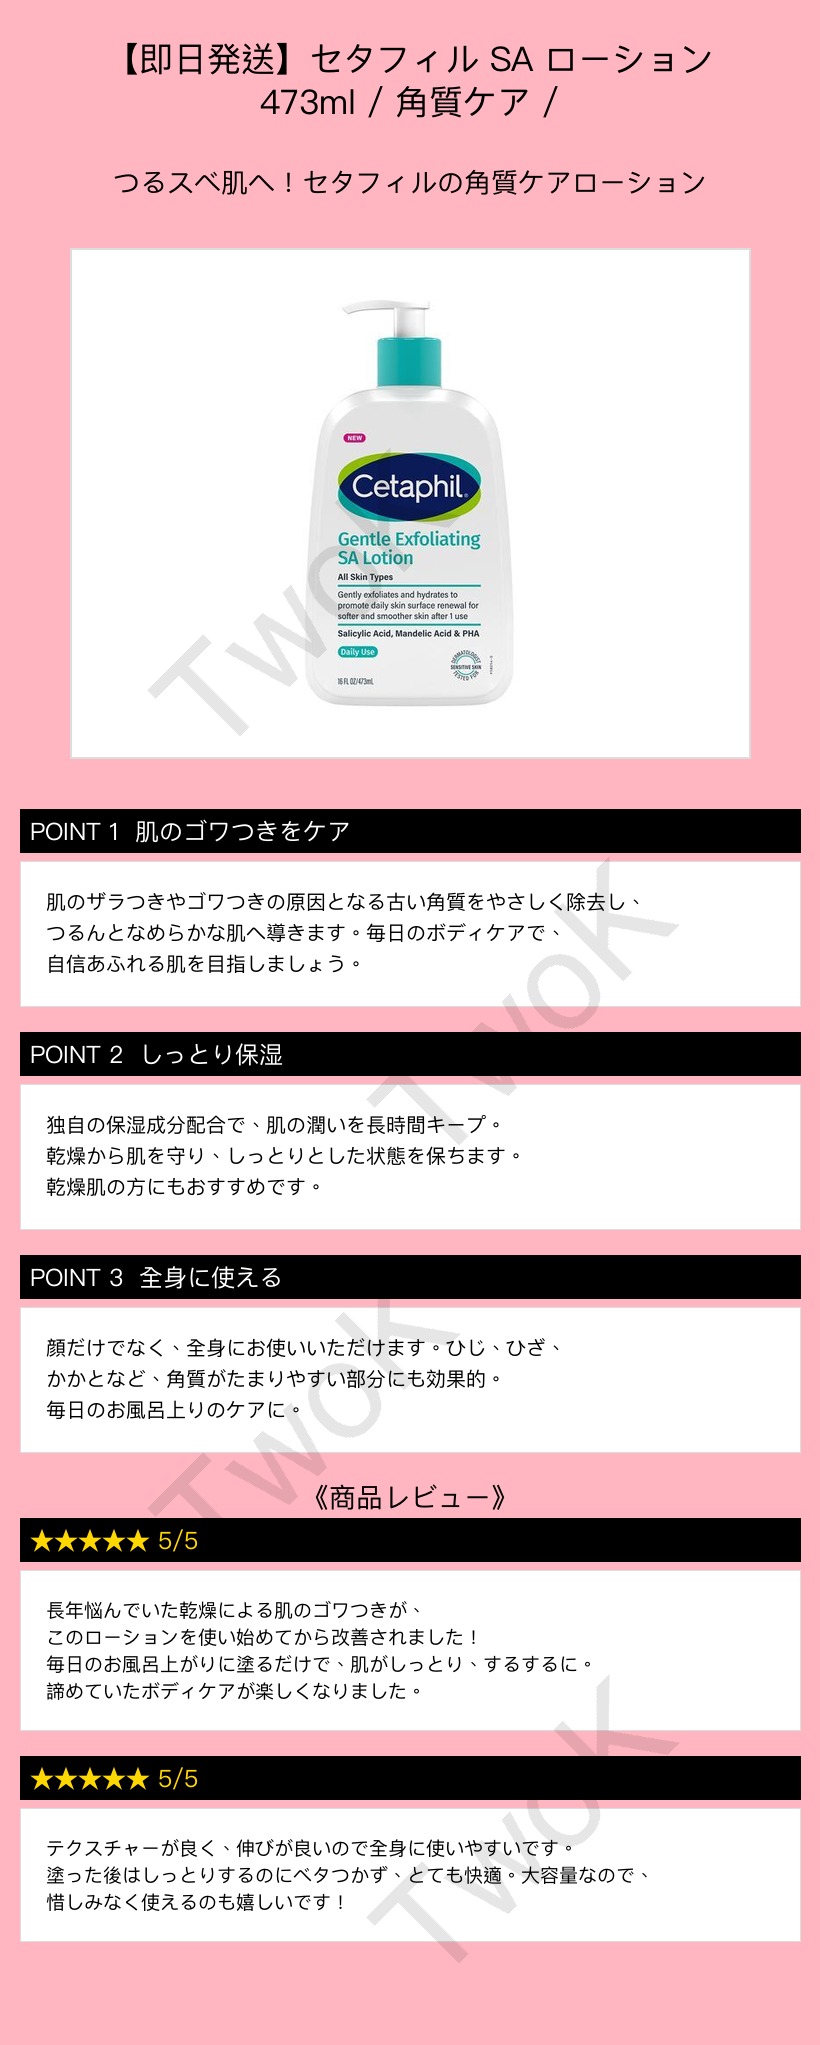 【即日発送】セタフィル SA ローション
473ml / 角質ケア /
つるスベ肌へ！セタフィルの角質ケアローション
NEW
Cetaphil®
Gentle Exfoliating
SA Lotion
All Skin Types
Gently exfoliates and hydrates to
promote daily skin surface renewal for
softer and smoother skin after 1 use
Salicylic Acid, Mandelic Acid & PHA
Daily Use
DERMATOLOGIST
SENSITIVE SKIN
TESTED FOR
16 FL OZ/473mL
TwoK
POINT 1 肌のゴワつきをケア
肌のザラつきやゴワつきの原因となる古い角質をやさしく除去し、
つるんとなめらかな肌へ導きます。毎日のボディケアで、
自信あふれる肌を目指しましょう。
TwoK
POINT 2 しっとり保湿
独自の保湿成分配合で、肌の潤いを長時間キープ。
乾燥から肌を守り、しっとりとした状態を保ちます。
乾燥肌の方にもおすすめです。
POINT 3 全身に使える
顔だけでなく、全身にお使いいただけます。ひじ、ひざ、
かかとなど、角質がたまりやすい部分にも効果的。
毎日のお風呂上りのケアに。
TwoK
《商品レビュー》
★★★★★ 5/5
長年悩んでいた乾燥による肌のゴワつきが、
このローションを使い始めてから改善されました！
毎日のお風呂上がりに塗るだけで、肌がしっとり、するするに。
諦めていたボディケアが楽しくなりました。
★★★★★ 5/5
テクスチャーが良く、伸びが良いので全身に使いやすいです。
塗った後はしっとりするのにベタつかず、とても快適。大容量なので、
惜しみなく使えるのも嬉しいです！
TwoK